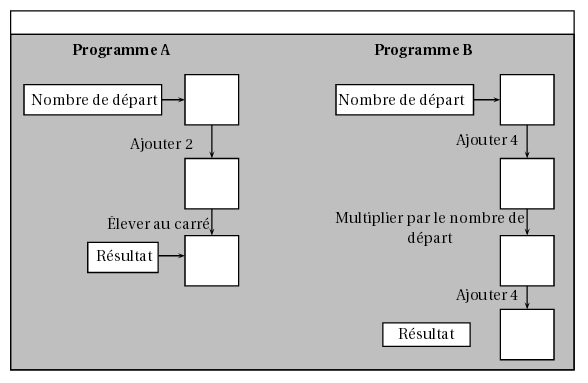 Programme A
Nombre de départ
Ajouter 2
Élever au carré
Résultat
Programme B
Nombre de départ
Ajouter 4
Multiplier par le nombre de
départ
Ajouter 4
Résultat